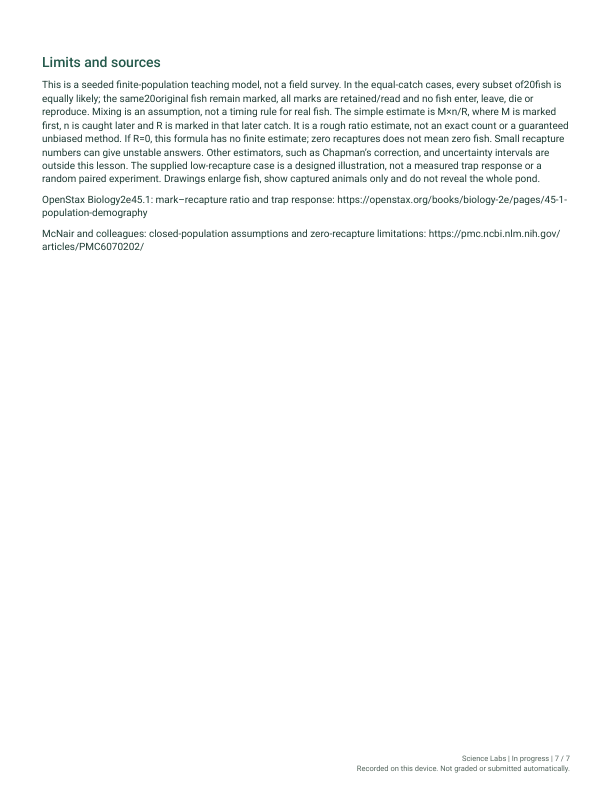 Limits and sources
This is a seeded finite-population teaching model, not a field survey. In the equal-catch cases, every subset of20fish is
equally likely; the same20original fish remain marked, all marks are retained/read and no fish enter, leave, die or
reproduce. Mixing is an assumption, not a timing rule for real fish. The simple estimate is M×n/R, where M is marked
first, n is caught later and R is marked in that later catch. It is a rough ratio estimate, not an exact count or a guaranteed
unbiased method. If R=0, this formula has no finite estimate; zero recaptures does not mean zero fish. Small recapture
numbers can give unstable answers. Other estimators, such as Chapman's correction, and uncertainty intervals are
outside this lesson. The supplied low-recapture case is a designed illustration, not a measured trap response or a
random paired experiment. Drawings enlarge fish, show captured animals only and do not reveal the whole pond.
OpenStax Biology2e45.1: mark–recapture ratio and trap response: https://openstax.org/books/biology-2e/pages/45-1-
population-demography
McNair and colleagues: closed-population assumptions and zero-recapture limitations: https://pmc.ncbi.nlm.nih.gov/
articles/PMC6070202/
Science Labs | In progress | 7 / 7
Recorded on this device. Not graded or submitted automatically.